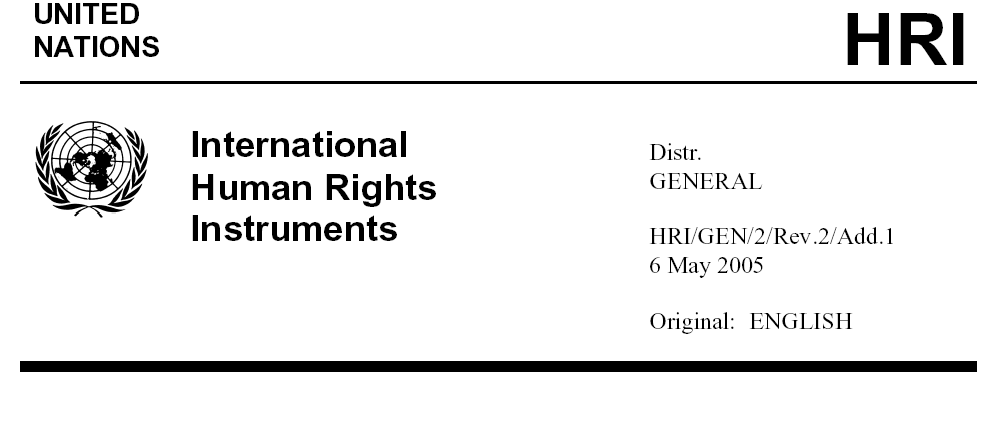 UNITED
NATIONS
HRI
International
Human Rights
Instruments
Distr.
GENERAL
HRI/GEN/2/Rev.2/Add.1
6 May 2005
Original: ENGLISH